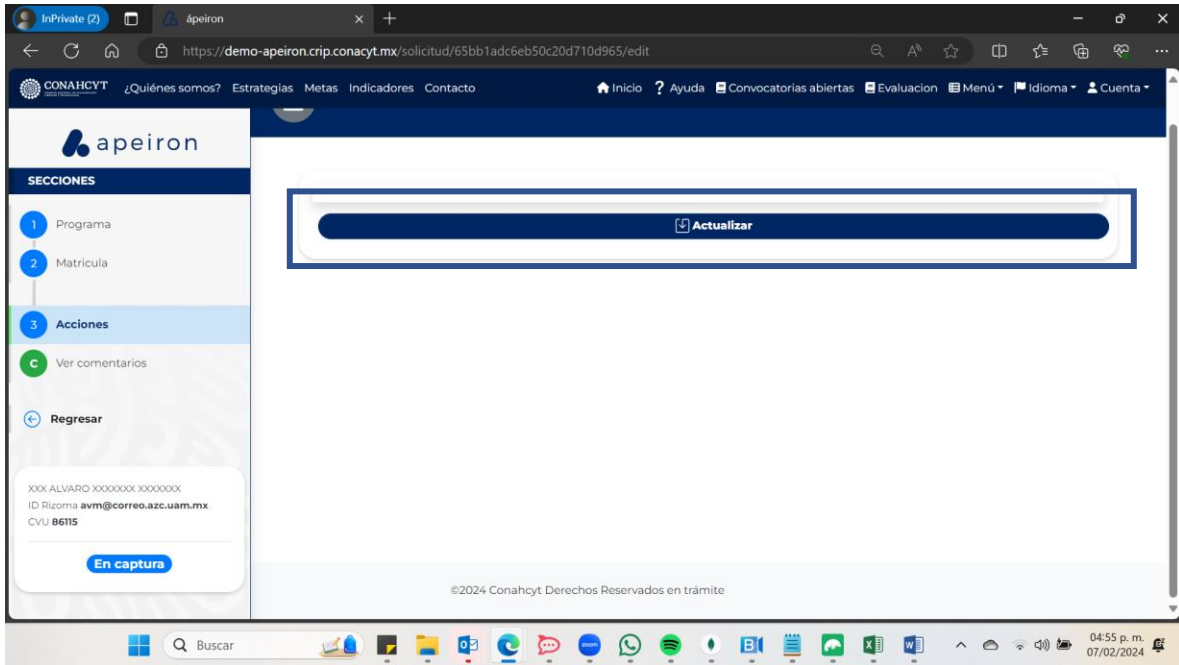 InPrivate (2)
ápeiron
https://demo-apeiron.crip.conacyt.mx/solicitud/65bb1adc6eb50c20d710d965/edit
CONAHCYT
¿Quiénes somos? Estrategias Metas Indicadores Contacto
Inicio ? Ayuda Convocatorias abiertas Evaluacion Menú Idioma Cuenta
apeiron
SECCIONES
1 Programa
2 Matricula
3 Acciones
C Ver comentarios
Regresar
XXX ALVARO XXXXXXX XXXXXXX
ID Rizoma avm@correo.azc.uam.mx
CVU 86115
En captura
Actualizar
©2024 Conahcyt Derechos Reservados en trámite
Buscar
zoom
04:55 p. m.
07/02/2024